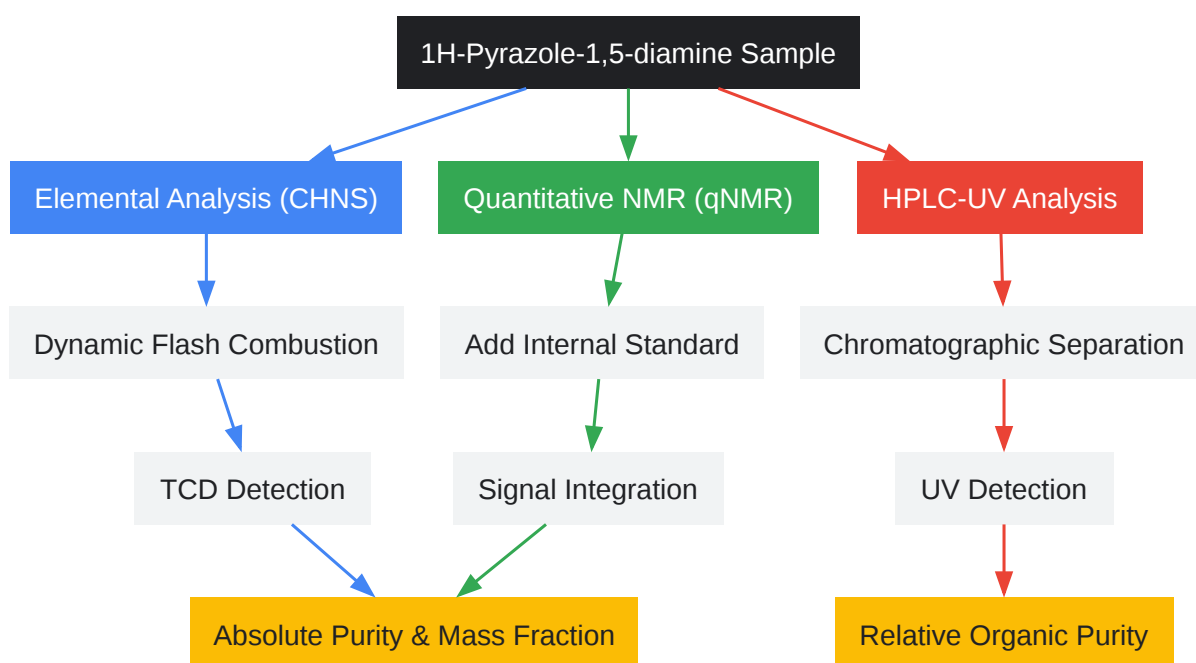 1H-Pyrazole-1,5-diamine Sample
Elemental Analysis (CHNS)
Quantitative NMR (qNMR)
HPLC-UV Analysis
Dynamic Flash Combustion
Add Internal Standard
Chromatographic Separation
TCD Detection
Signal Integration
UV Detection
Absolute Purity & Mass Fraction
Relative Organic Purity